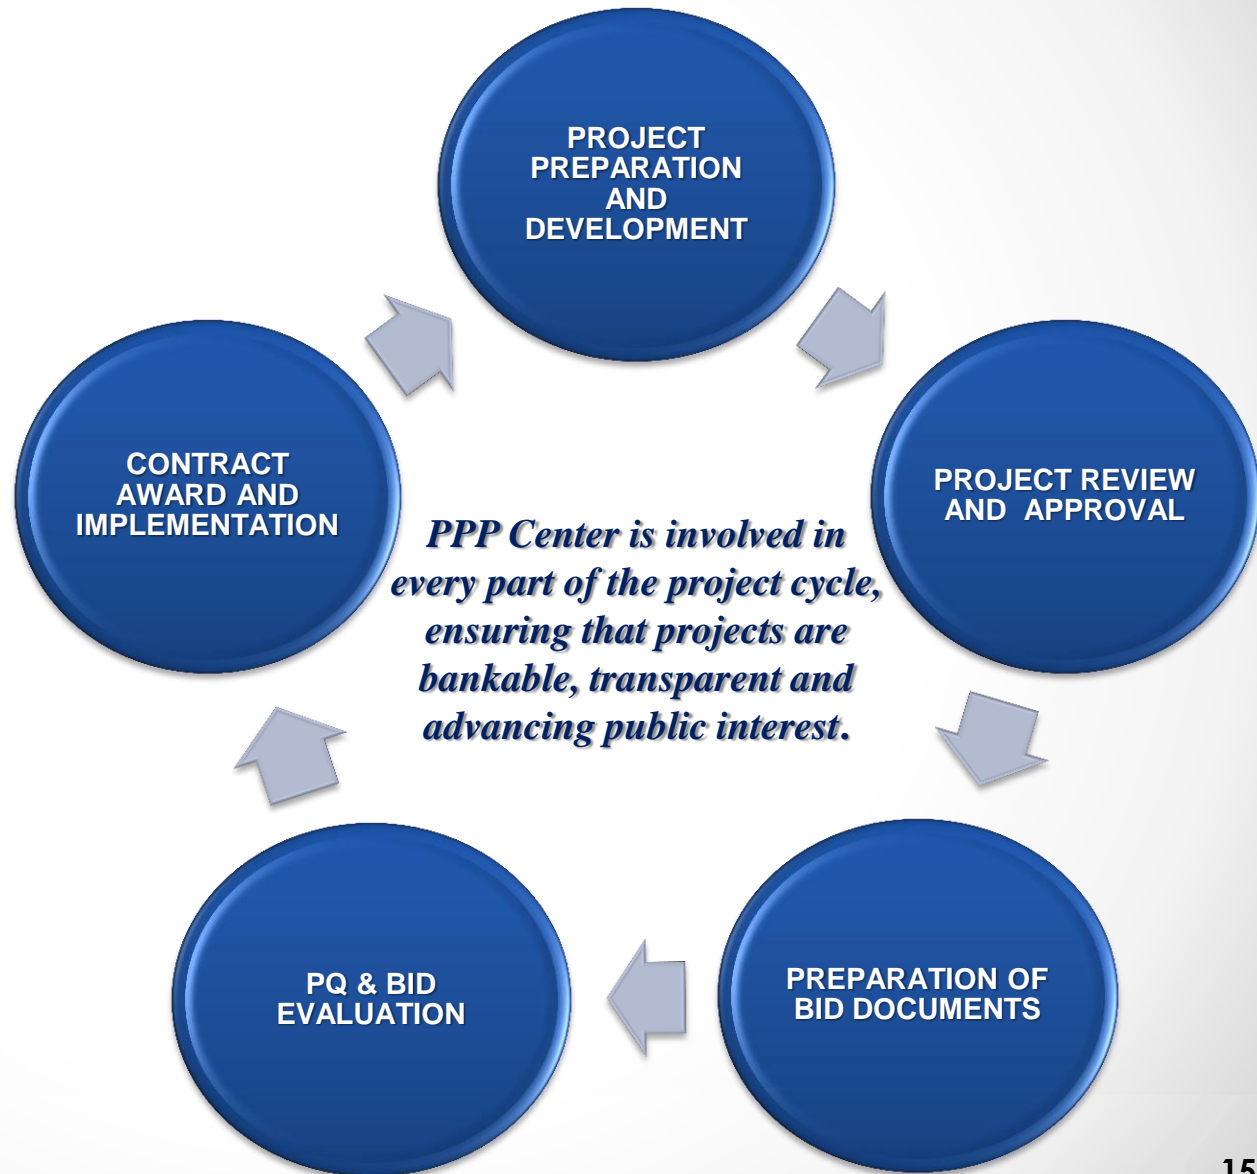 PROJECT
PREPARATION
AND
DEVELOPMENT
PROJECT REVIEW
AND APPROVAL
PREPARATION OF
BID DOCUMENTS
PQ & BID
EVALUATION
CONTRACT
AWARD AND
IMPLEMENTATION
PPP Center is involved in
every part of the project cycle,
ensuring that projects are
bankable, transparent and
advancing public interest.
15